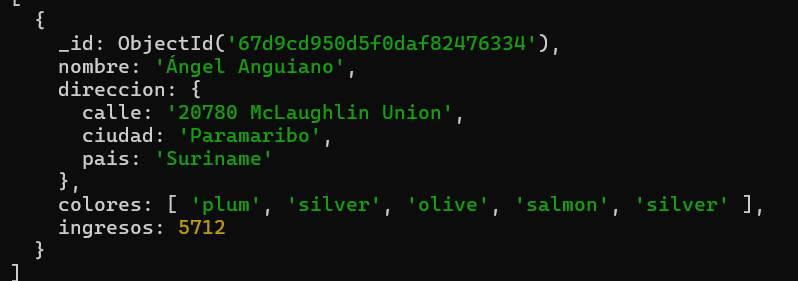 [
  {
    _id: ObjectId('67d9cd950d5f0daf82476334'),
    nombre: 'Ángel Anguiano',
    direccion: {
      calle: '20780 McLaughlin Union',
      ciudad: 'Paramaribo',
      pais: 'Suriname'
    },
    colores: [ 'plum', 'silver', 'olive', 'salmon', 'silver' ],
    ingresos: 5712
  }
]